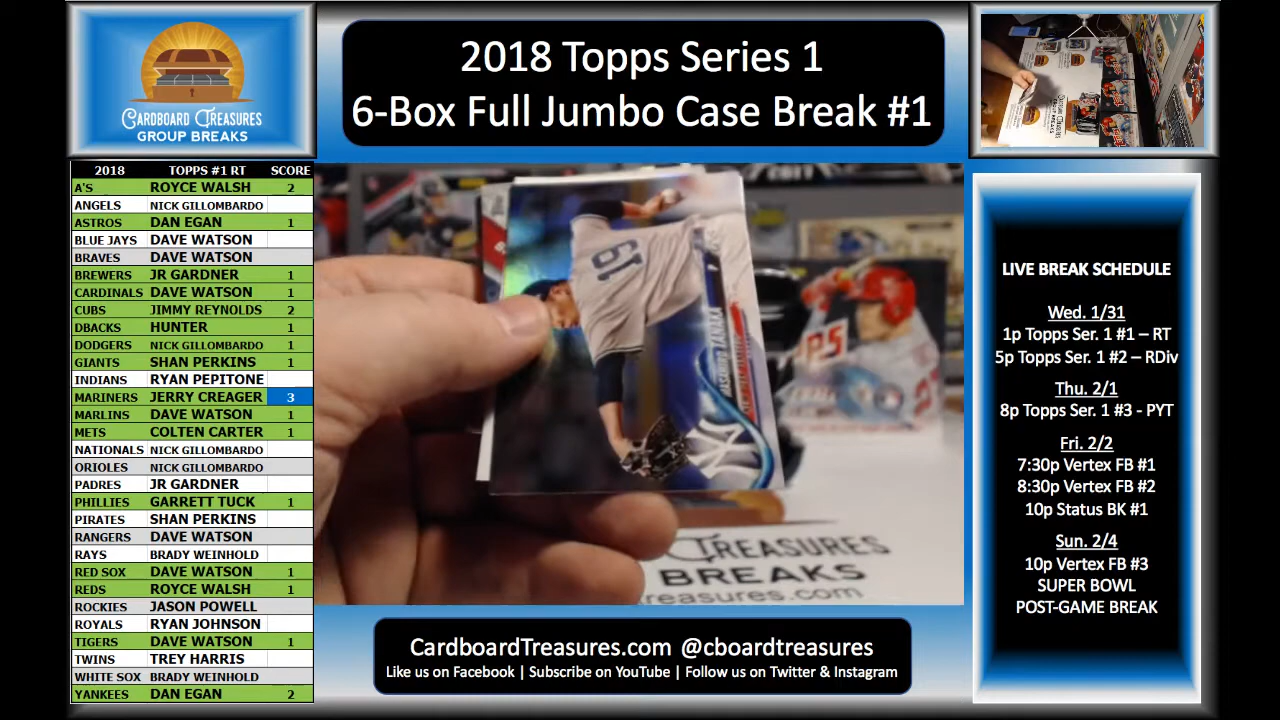 2018 Topps Series 1
6-Box Full Jumbo Case Break #1
CARDBOARD TREASURES
GROUP BREAKS
2018 TOPPS #1 RT SCORE
A'S ROYCE WALSH 2
ANGELS NICK GILLOMBARDO
ASTROS DAN EGAN 1
BLUE JAYS DAVE WATSON
BRAVES DAVE WATSON
BREWERS JR GARDNER 1
CARDINALS DAVE WATSON 1
CUBS JIMMY REYNOLDS 2
DBACKS HUNTER 1
DODGERS NICK GILLOMBARDO 1
GIANTS SHAN PERKINS 1
INDIANS RYAN PEPITONE
MARINERS JERRY CREAGER 3
MARLINS DAVE WATSON 1
METS COLTEN CARTER 1
NATIONALS NICK GILLOMBARDO
ORIOLES NICK GILLOMBARDO
PADRES JR GARDNER
PHILLIES GARRETT TUCK 1
PIRATES SHAN PERKINS
RANGERS DAVE WATSON
RAYS BRADY WEINHOLD
RED SOX DAVE WATSON 1
REDS ROYCE WALSH 1
ROCKIES JASON POWELL
ROYALS RYAN JOHNSON
TIGERS DAVE WATSON 1
TWINS TREY HARRIS
WHITE SOX BRADY WEINHOLD
YANKEES DAN EGAN 2
19
MASAHIRO TANAKA
TREASURES
BREAKS
reasures.com
LIVE BREAK SCHEDULE
Wed. 1/31
1p Topps Ser. 1 #1 – RT
5p Topps Ser. 1 #2 – RDiv
Thu. 2/1
8p Topps Ser. 1 #3 - PYT
Fri. 2/2
7:30p Vertex FB #1
8:30p Vertex FB #2
10p Status BK #1
Sun. 2/4
10p Vertex FB #3
SUPER BOWL
POST-GAME BREAK
CardboardTreasures.com @cboardtreasures
Like us on Facebook | Subscribe on YouTube | Follow us on Twitter & Instagram